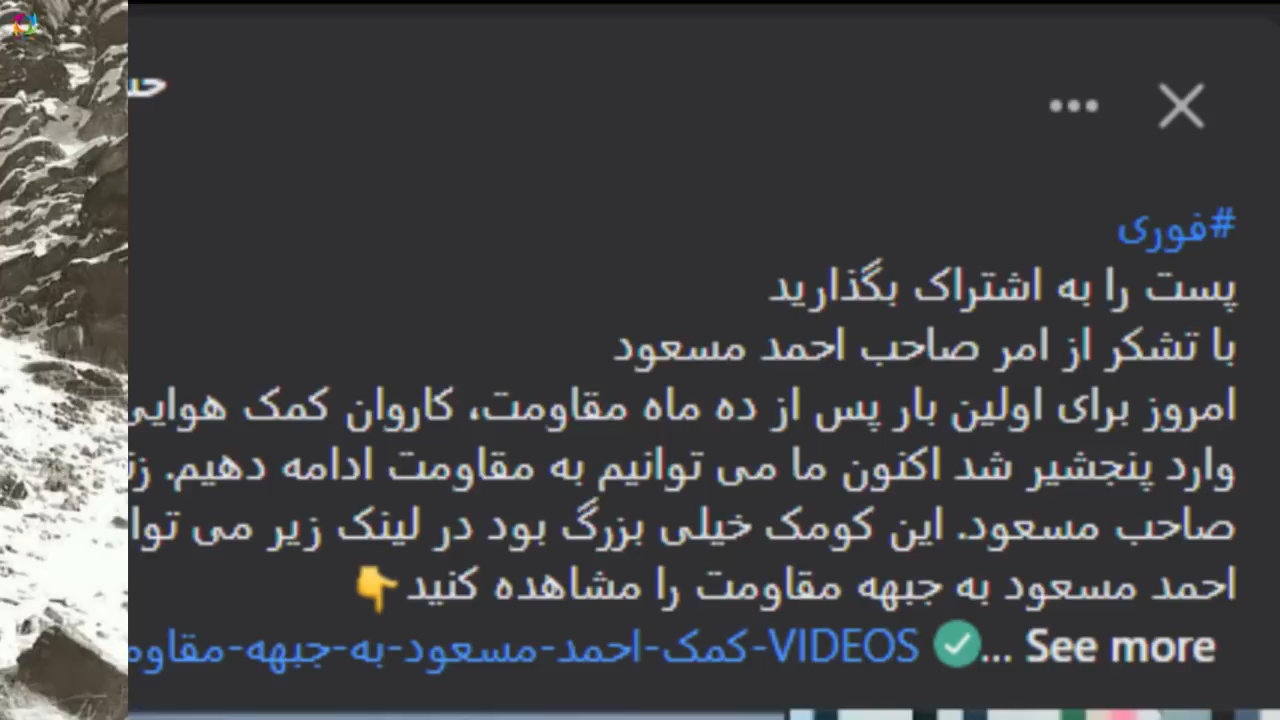 #فوری
پست را به اشتراک بگذارید
با تشکر از امر صاحب احمد مسعود
امروز برای اولین بار پس از ده ماه مقاومت، کاروان کمک هوایی
وارد پنجشیر شد اکنون ما می توانیم به مقاومت ادامه دهیم.
صاحب مسعود. این کومک خیلی بزرگ بود در لینک زیر می
احمد مسعود به جبهه مقاومت را مشاهده کنید👇
VIDEOS-کمک-احمد-مسعود-به-جبهه-
✅... See more